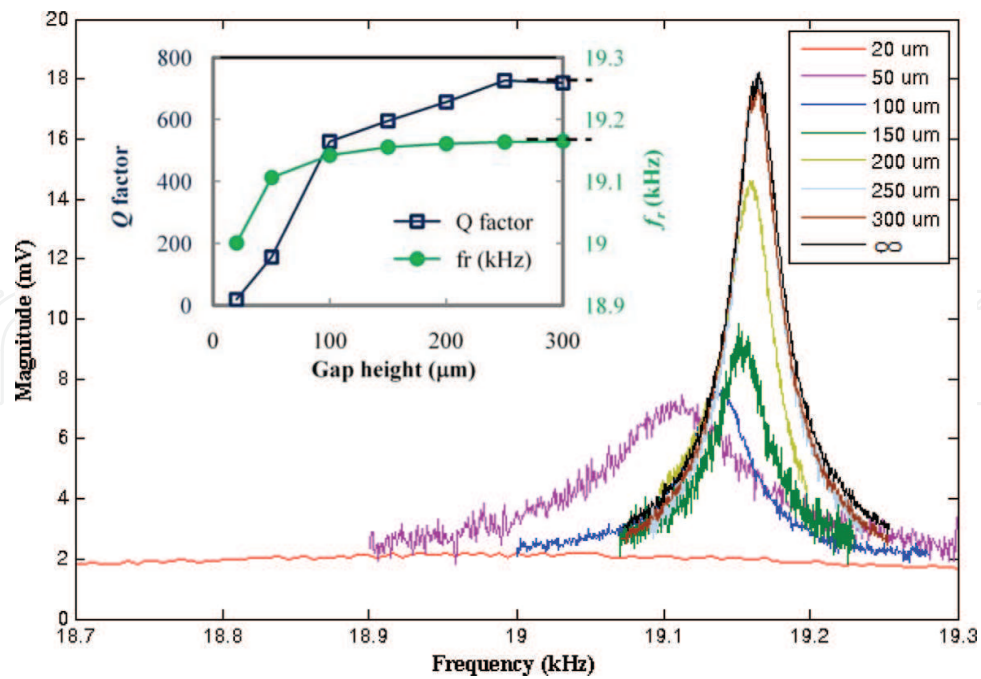 20
18
16
14
12
10
8
6
4
2
0
Magnitude (mV)
18.7 18.8 18.9 19 19.1 19.2 19.3
Frequency (kHz)
800
600
400
200
0
Q factor
19.3
19.2
19.1
19
18.9
fr (kHz)
Q factor
fr (kHz)
0 100 200 300
Gap height (μm)
20 um
50 um
100 um
150 um
200 um
250 um
300 um
∞